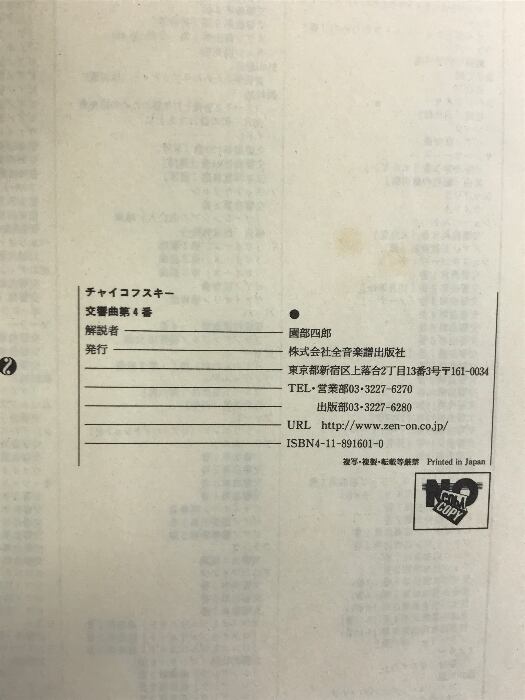 チャイコフスキー
交響曲第4番 ●
解説者 園部四郎
発行 株式会社全音楽譜出版社
東京都新宿区上落合2丁目13番3号〒161-0034
TEL・営業部03・3227-6270
出版部03・3227-6280
URL http://www.zen-on.co.jp/
ISBN4-11-891601-0
複写・複製・転載等厳禁 Printed in Japan
NO
COPY